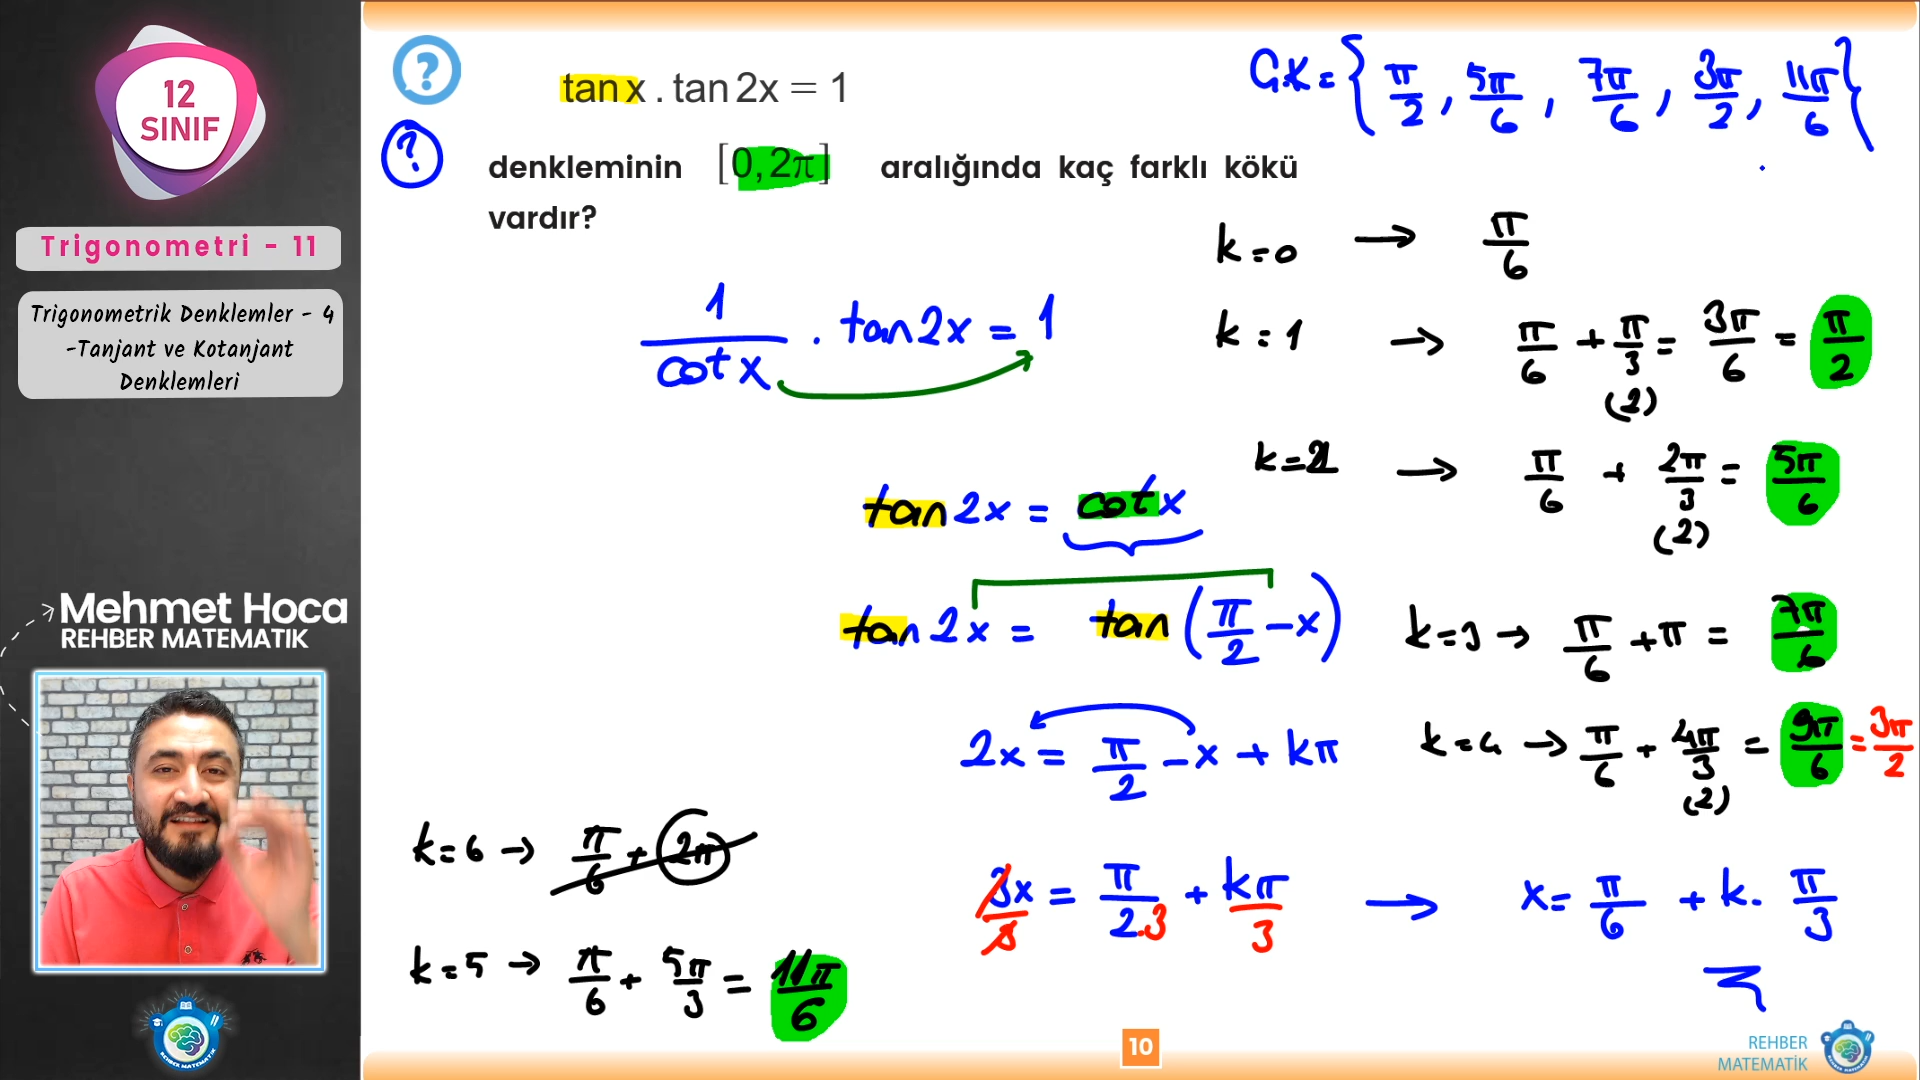 12
SINIF
Trigonometri - 11
Trigonometrik Denklemler - 4
-Tanjant ve Kotanjant
Denklemleri
Mehmet Hoca
REHBER MATEMATIK
?
tan x . tan 2x = 1
?
denkleminin [0, 2π] aralığında kaç farklı kökü
vardır?
Ç.K = { π/2 , 5π/6 , 7π/6 , 3π/2 , 11π/6 }
1/cot x . tan2x = 1
tan 2x = cot x
tan 2x = tan (π/2 - x)
2x = π/2 - x + kπ
3x/3 = π/2.3 + kπ/3 → x = π/6 + k. π/3
k=0 → π/6
k=1 → π/6 + π/3 = 3π/6 = π/2
(2)
k=2 → π/6 + 2π/3 = 5π/6
(2)
k=3 → π/6 + π = 7π/6
k=4 → π/6 + 4π/3 = 9π/6 = 3π/2
(2)
k=6 → π/6 + 2π
k=5 → π/6 + 5π/3 = 11π/6
10
REHBER
MATEMATİK
REHBER MATEMATİK